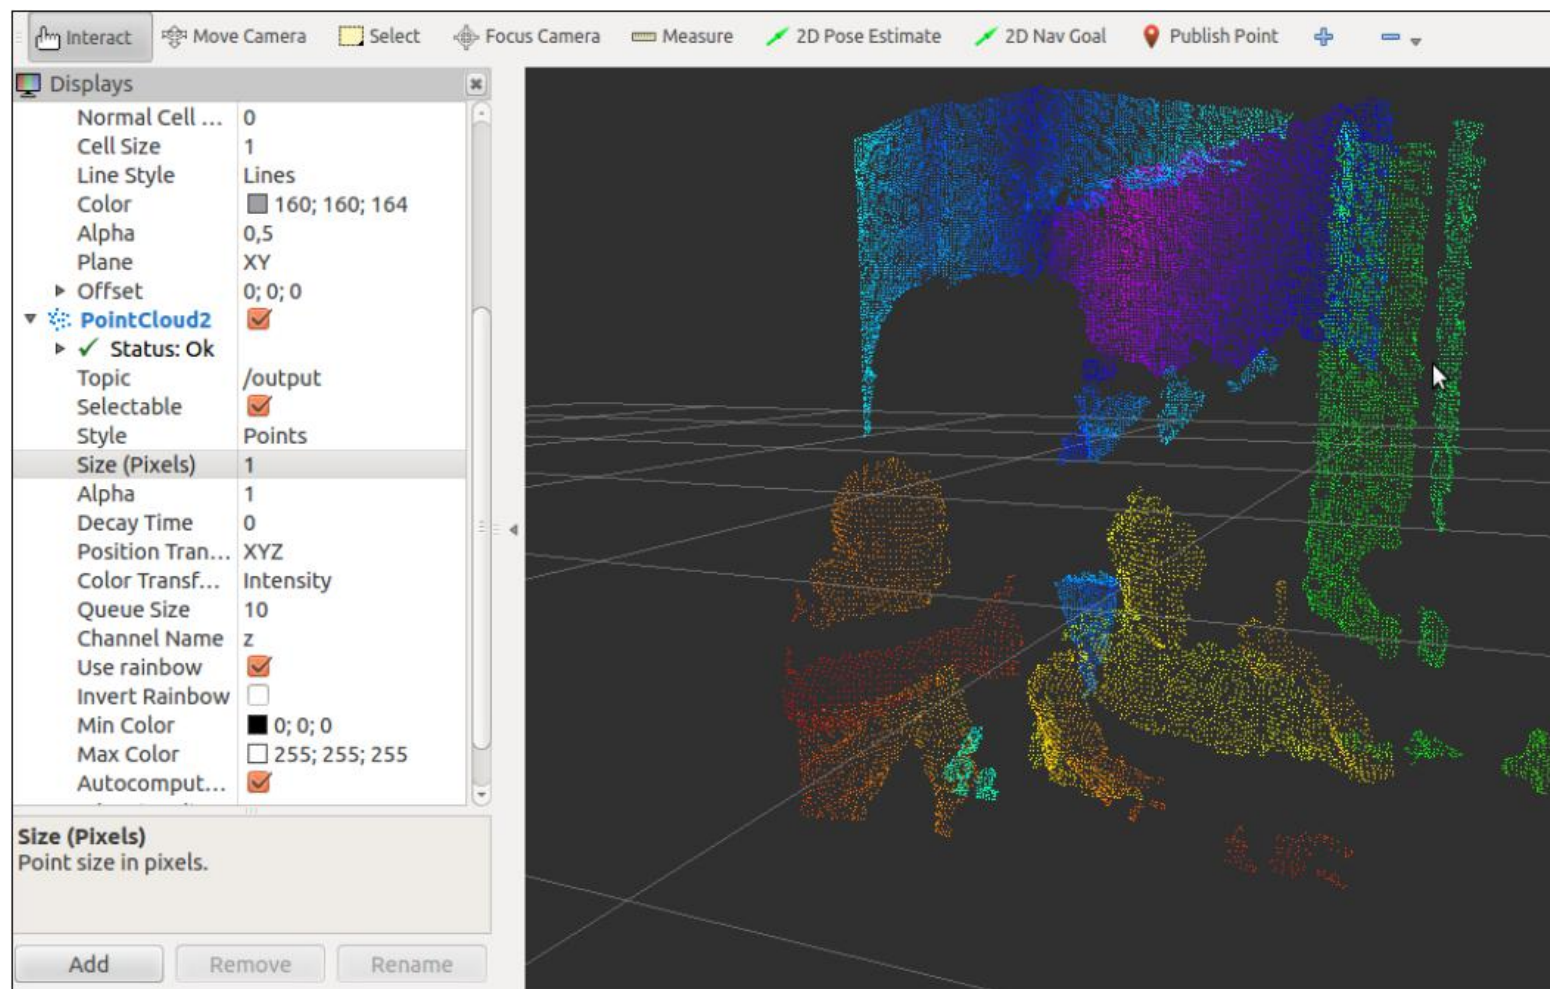 Interact Move Camera Select Focus Camera Measure 2D Pose Estimate 2D Nav Goal Publish Point
Displays
Normal Cell ... 0
Cell Size 1
Line Style Lines
Color 160; 160; 164
Alpha 0,5
Plane XY
Offset 0; 0; 0
PointCloud2
Status: Ok
Topic /output
Selectable
Style Points
Size (Pixels) 1
Alpha 1
Decay Time 0
Position Tran... XYZ
Color Transf... Intensity
Queue Size 10
Channel Name z
Use rainbow
Invert Rainbow
Min Color 0; 0; 0
Max Color 255; 255; 255
Autocomput...
Size (Pixels)
Point size in pixels.
Add Remove Rename